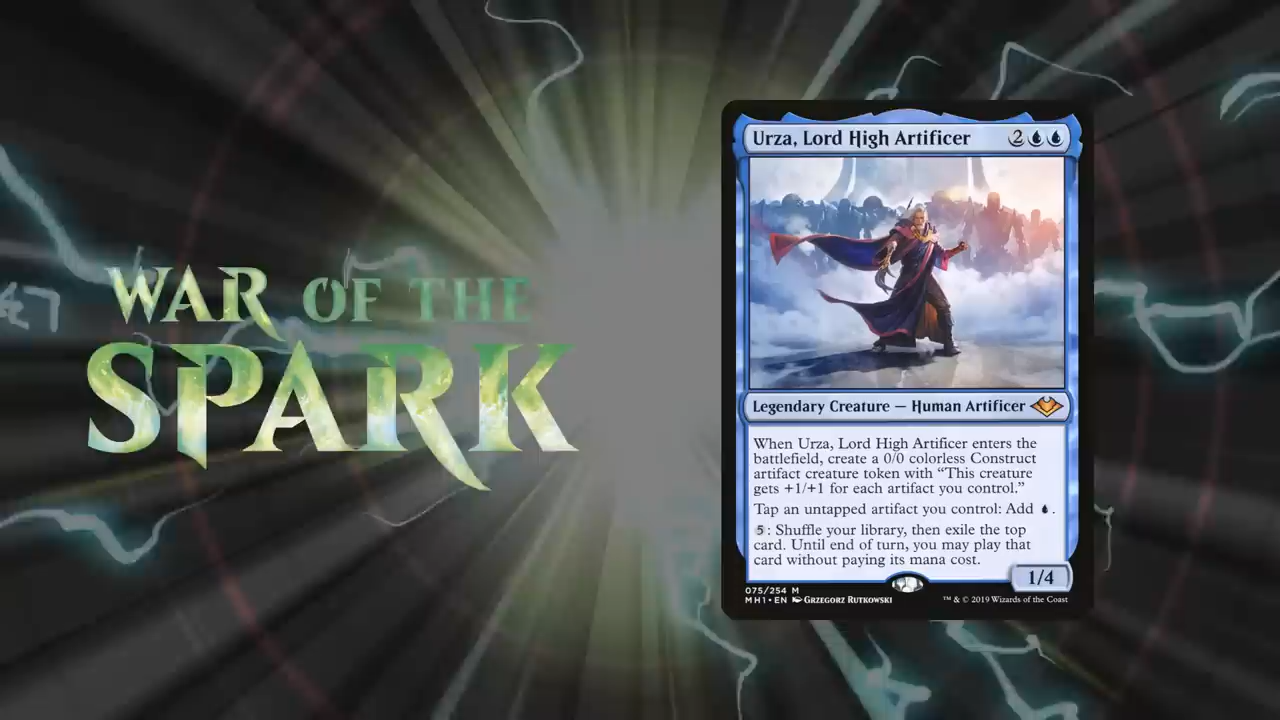 WAR OF THE
SPARK
Urza, Lord High Artificer 2
Legendary Creature — Human Artificer
When Urza, Lord High Artificer enters the
battlefield, create a 0/0 colorless Construct
artifact creature token with “This creature
gets +1/+1 for each artifact you control.”
Tap an untapped artifact you control: Add .
5: Shuffle your library, then exile the top
card. Until end of turn, you may play that
card without paying its mana cost.
1/4
075/254 M
MH1 • EN GRZEGORZ RUTKOWSKI
™ & © 2019 Wizards of the Coast